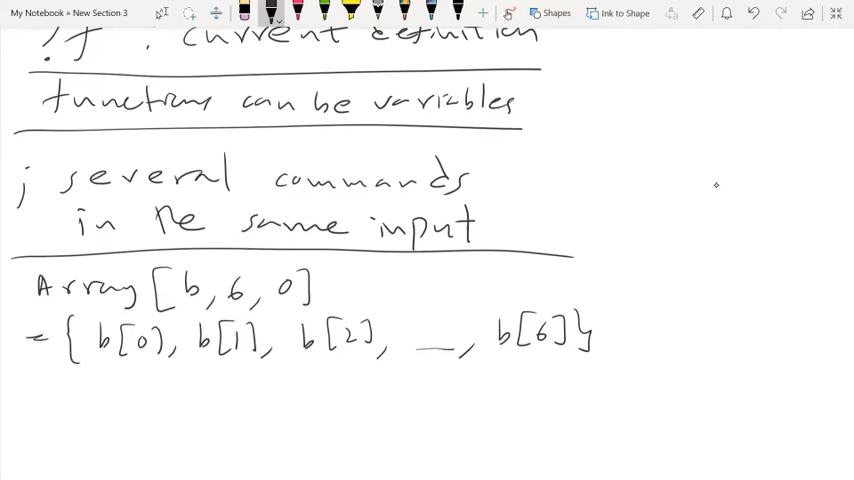 My Notebook » New Section 3
Shapes
Ink to Shape
?f : current definition
functions can be variables
; several commands
in the same input
Array [b, 6, 0]
= { b[0], b[1], b[2], __, b[6]}